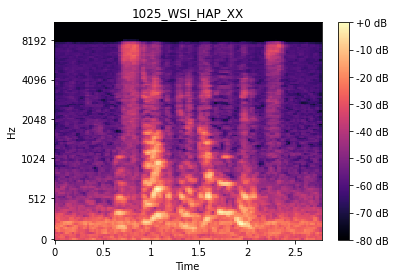 1025_WSI_HAP_XX
+0 dB
8192
-10 dB
4096
-20 dB
-30 dB
2048
Hz
-40 dB
1024
-50 dB
512
-60 dB
-70 dB
0
-80 dB
0 0.5 1 1.5 2 2.5
Time